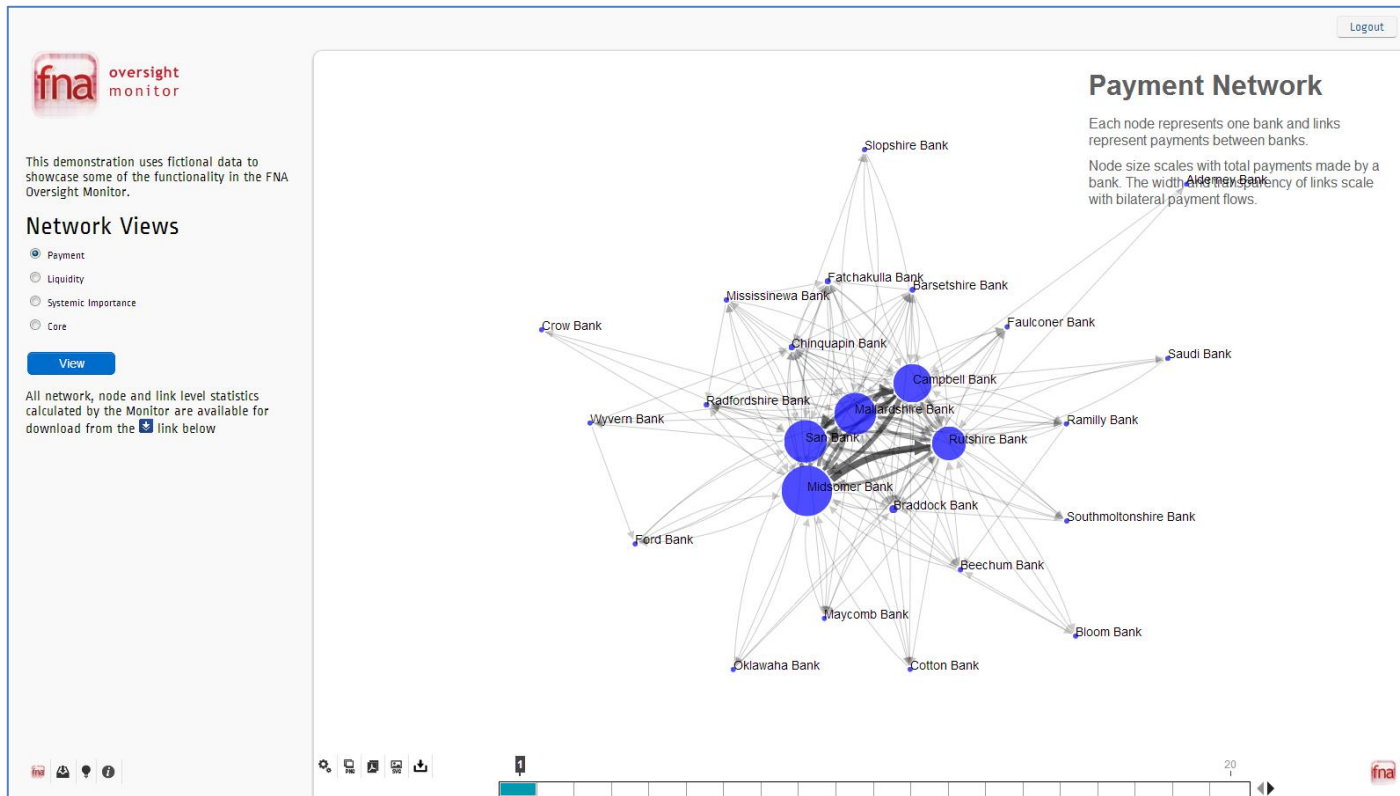 Logout
fna
oversight
monitor
This demonstration uses fictional data to
showcase some of the functionality in the FNA
Oversight Monitor.
Network Views
Payment
Liquidity
Systemic Importance
Core
View
All network, node and link level statistics
calculated by the Monitor are available for
download from the link below
Payment Network
Each node represents one bank and links
represent payments between banks.
Node size scales with total payments made by a
bank. The width and transparency of links scale
with bilateral payment flows.
Slopshire Bank
Alderney Bank
Fatchakulla Bank
Barsetshire Bank
Mississinewa Bank
Crow Bank
Faulconer Bank
Chinquapin Bank
Saudi Bank
Campbell Bank
Radfordshire Bank
Mallardshire Bank
Wyvern Bank
Ramilly Bank
San Bank
Rutshire Bank
Midsomer Bank
Braddock Bank
Southmoltonshire Bank
Ford Bank
Beechum Bank
Maycomb Bank
Bloom Bank
Oklawaha Bank
Cotton Bank
fna
PNG
SVG
1
20
fna